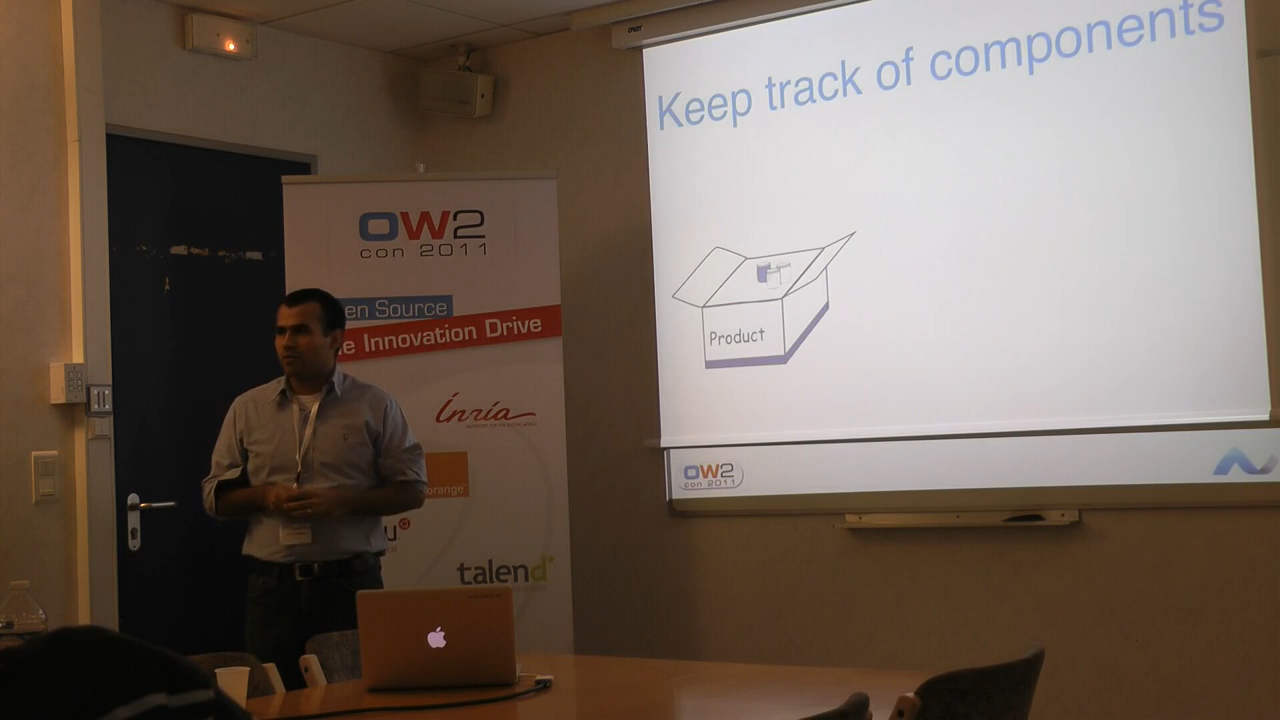 Keep track of components
Product
OW2
con 2011
OW2
con 2011
en Source
e Innovation Drive
Inria
orange
u
talend